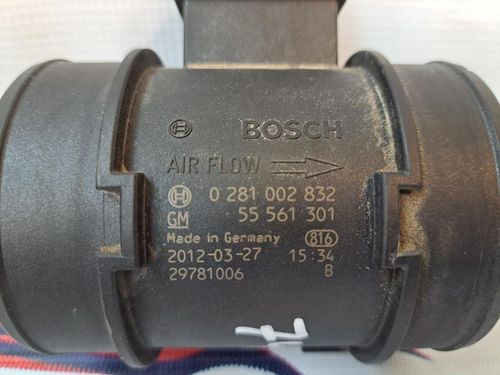 BOSCH
AIR FLOW
0 281 002 832
GM 55 561 301
Made in Germany 816
2012-03-27 15:34
29781006 B